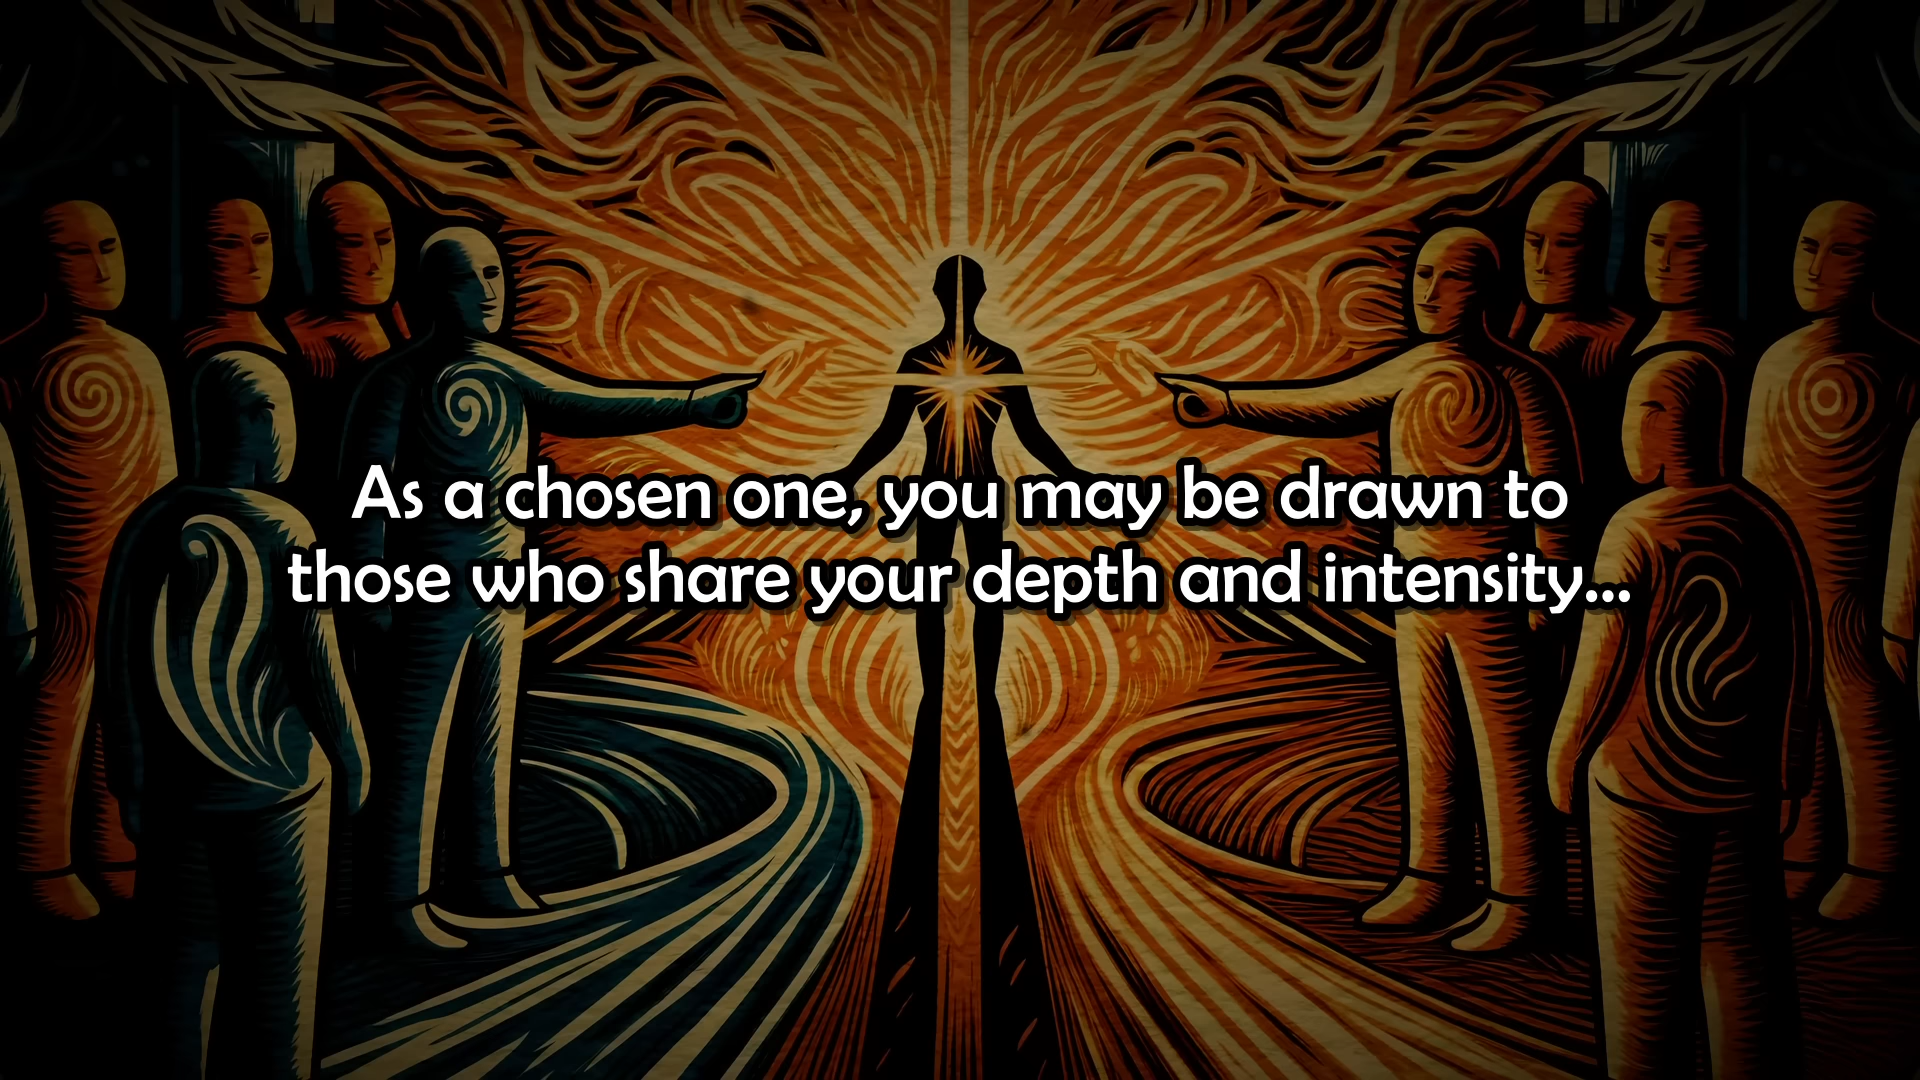 As a chosen one, you may be drawn to
those who share your depth and intensity...